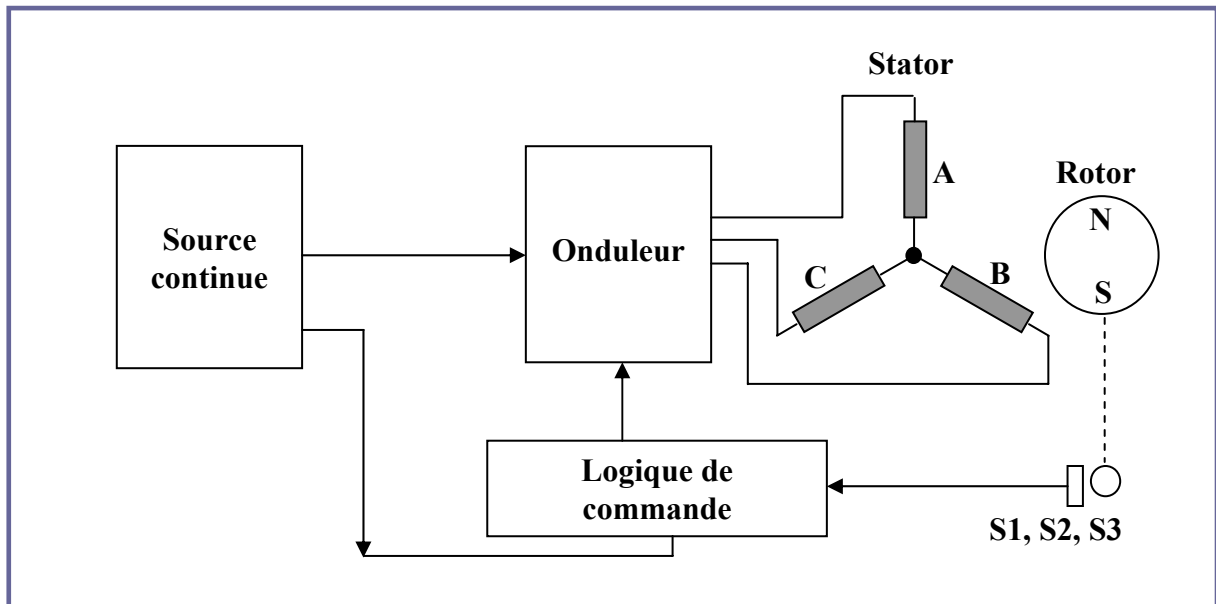 Stator
A
Rotor
N
Source
continue
Onduleur
C
B
S
Logique de
commande
S1, S2, S3